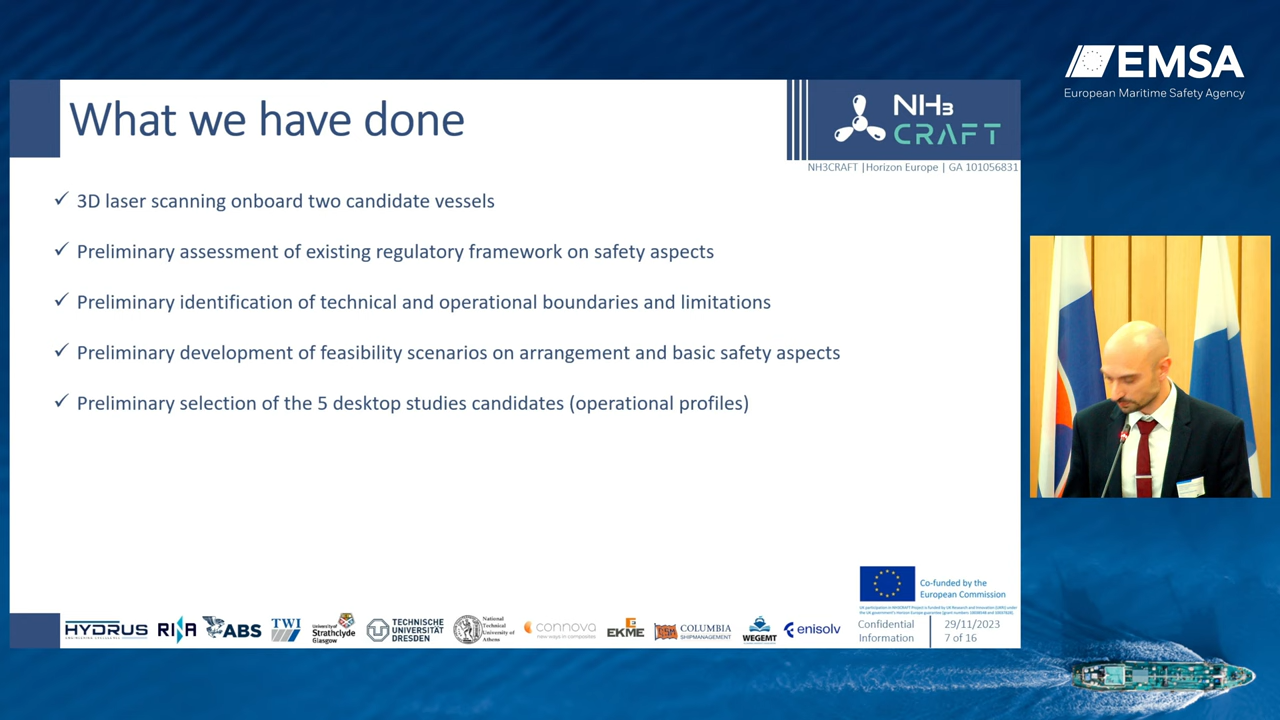 EMSA
European Maritime Safety Agency
What we have done
NH3
CRAFT
NH3CRAFT |Horizon Europe | GA 101056831
✓ 3D laser scanning onboard two candidate vessels
✓ Preliminary assessment of existing regulatory framework on safety aspects
✓ Preliminary identification of technical and operational boundaries and limitations
✓ Preliminary development of feasibility scenarios on arrangement and basic safety aspects
✓ Preliminary selection of the 5 desktop studies candidates (operational profiles)
Co-funded by the
European Commission
HYDRUS
RINA
ABS
TWI
University of
Strathclyde
Glasgow
TECHNISCHE
UNIVERSITÄT
DRESDEN
National
Technical
University of
Athens
connova
new ways in composites
EKME
COLUMBIA
SHIPMANAGEMENT
WEGEMT
enisolv
Confidential
Information
29/11/2023
7 of 16